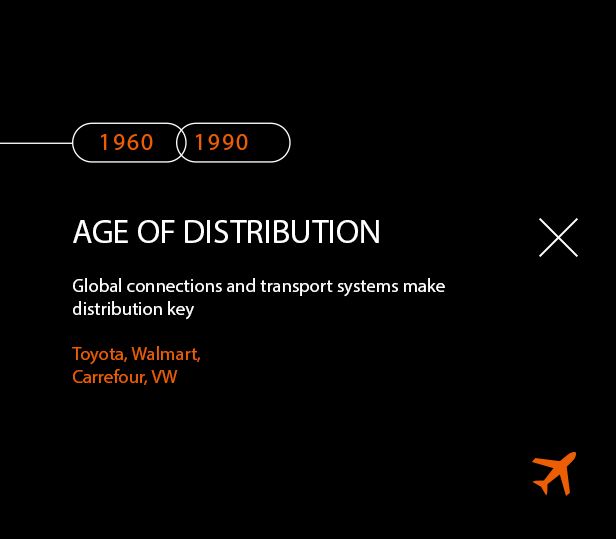 1960 1990
AGE OF DISTRIBUTION
Global connections and transport systems make
distribution key
Toyota, Walmart,
Carrefour, VW